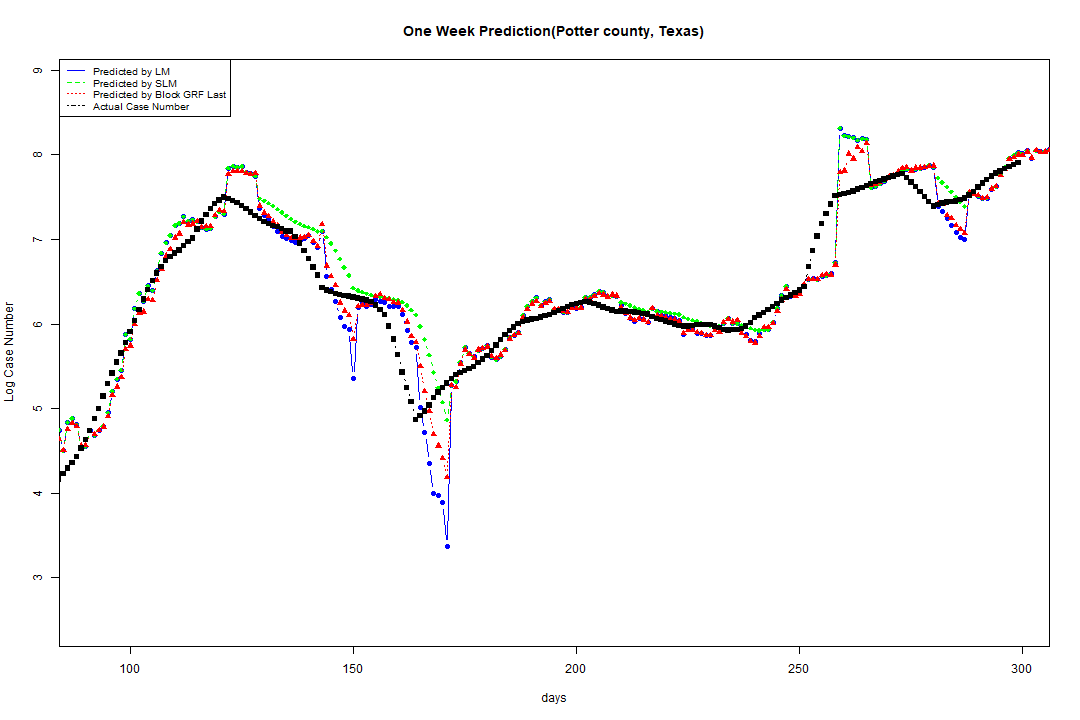 One Week Prediction(Potter county, Texas)
Predicted by LM
Predicted by SLM
Predicted by Block GRF Last
Actual Case Number
Log Case Number
9
8
7
6
5
4
3
100 150 200 250 300
days